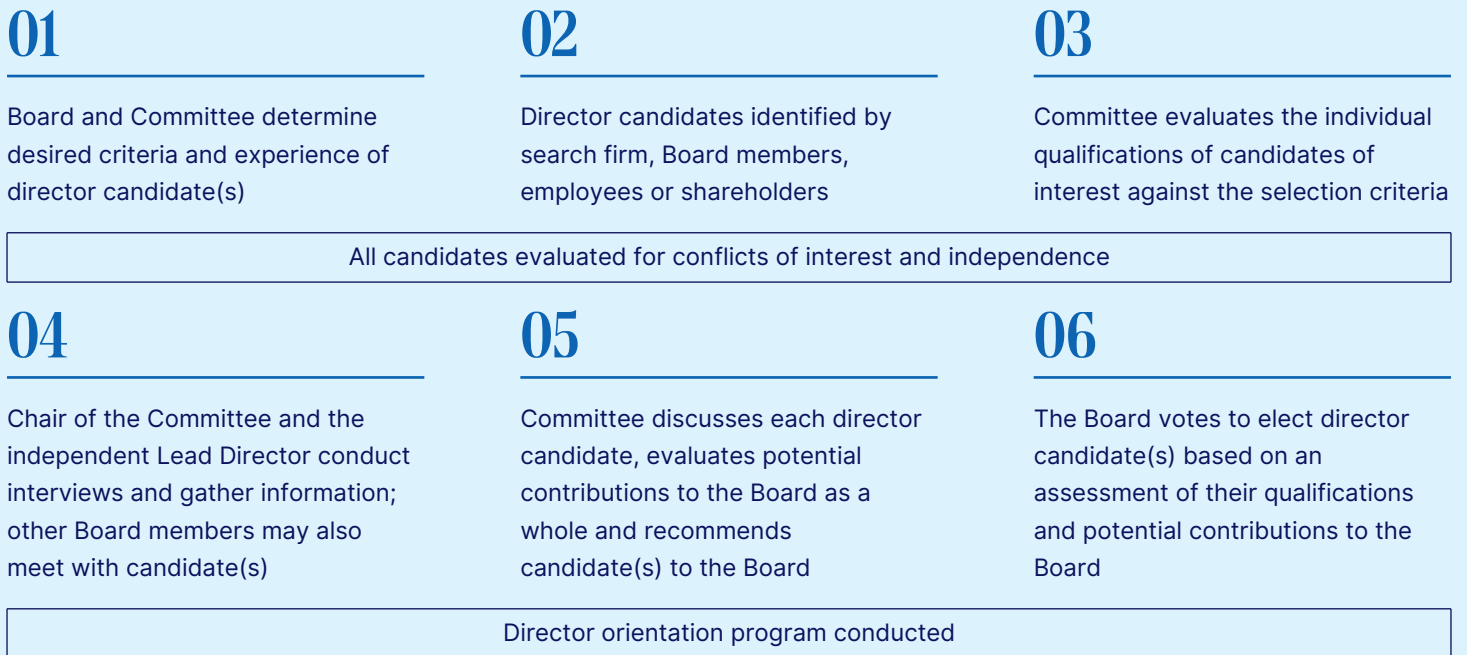 01
Board and Committee determine
desired criteria and experience of
director candidate(s)
02
Director candidates identified by
search firm, Board members,
employees or shareholders
03
Committee evaluates the individual
qualifications of candidates of
interest against the selection criteria
All candidates evaluated for conflicts of interest and independence
04
Chair of the Committee and the
independent Lead Director conduct
interviews and gather information;
other Board members may also
meet with candidate(s)
05
Committee discusses each director
candidate, evaluates potential
contributions to the Board as a
whole and recommends
candidate(s) to the Board
06
The Board votes to elect director
candidate(s) based on an
assessment of their qualifications
and potential contributions to the
Board
Director orientation program conducted